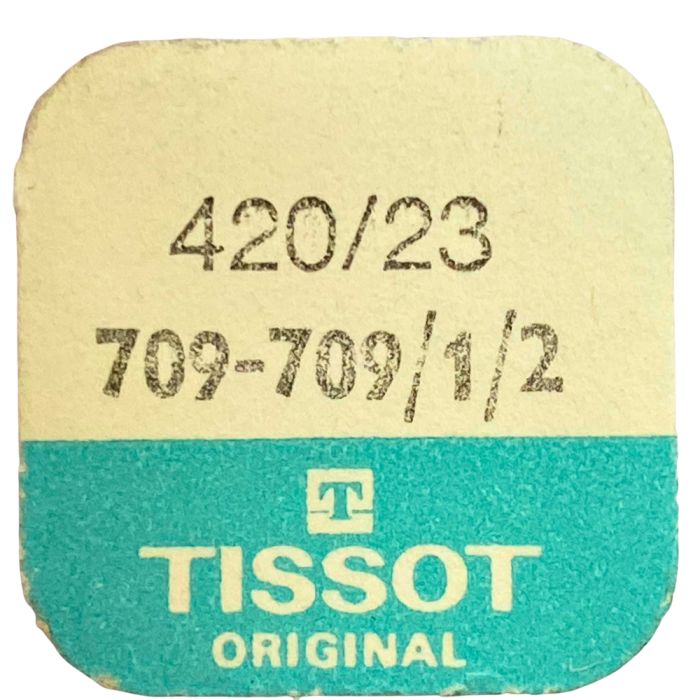 420/23
709-709/1/2
T
TISSOT
ORIGINAL